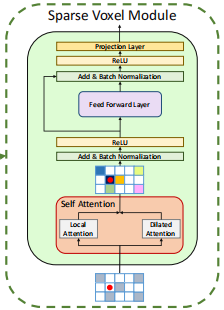 Sparse Voxel Module
Projection Layer
ReLU
Add & Batch Normalization
Feed Forward Layer
ReLU
Add & Batch Normalization
Self Attention
Local Attention
Dilated Attention